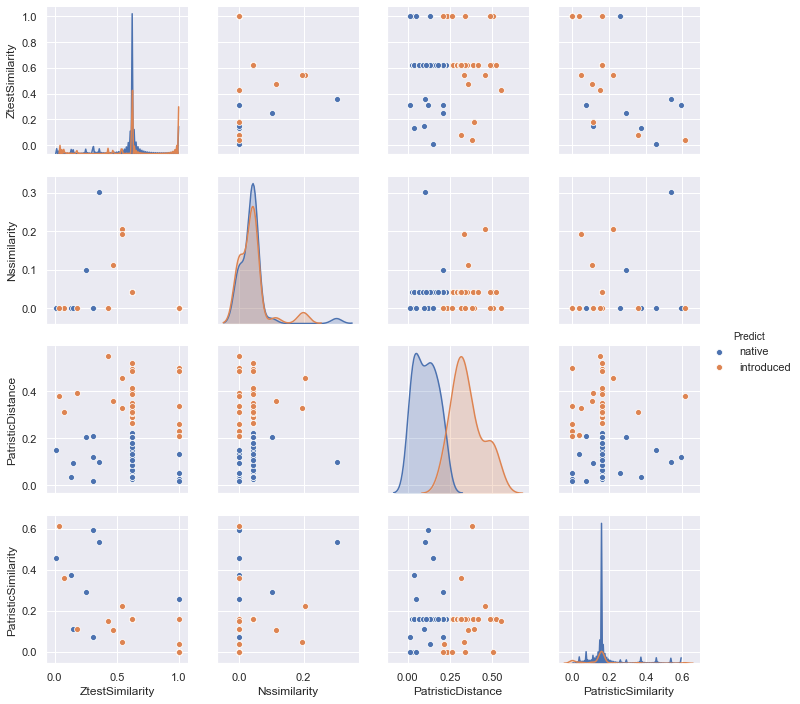 ZtestSimilarity
1.0
0.8
0.6
0.4
0.2
0.0
Nssimilarity
0.3
0.2
0.1
0.0
PatristicDistance
0.4
0.2
0.0
PatristicSimilarity
0.6
0.4
0.2
0.0
0.0 0.5 1.0
ZtestSimilarity
0.0 0.2
Nssimilarity
0.00 0.25 0.50
PatristicDistance
0.0 0.2 0.4 0.6
PatristicSimilarity
Predict
native
introduced